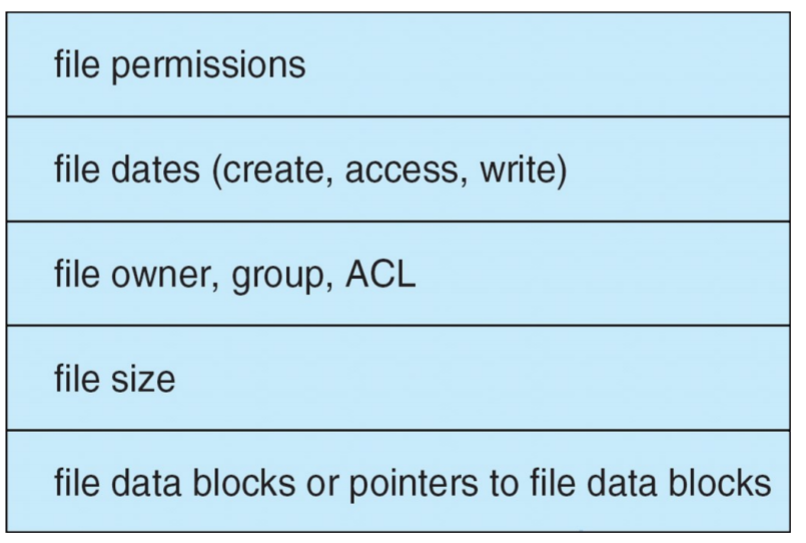 file permissions
file dates (create, access, write)
file owner, group, ACL
file size
file data blocks or pointers to file data blocks